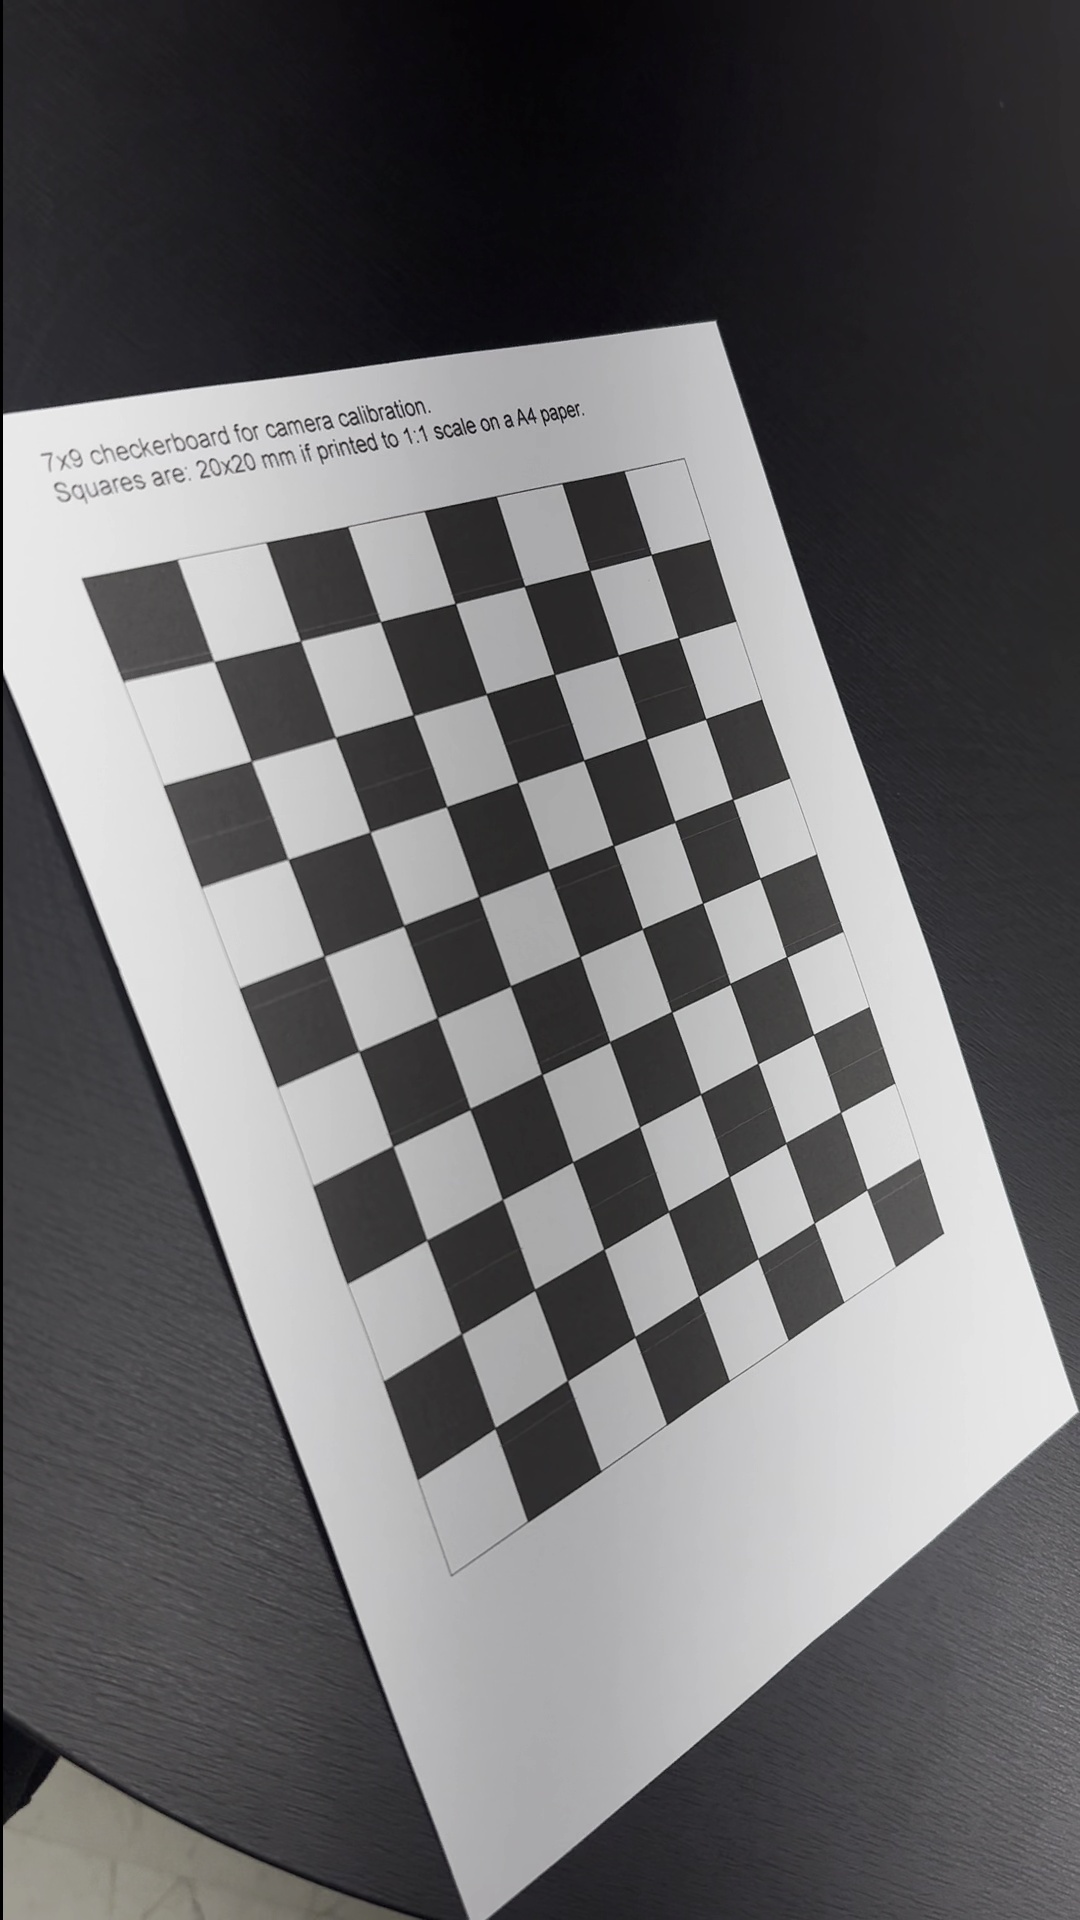 7x9 checkerboard for camera calibration.
Squares are: 20x20 mm if printed to 1:1 scale on a A4 paper.